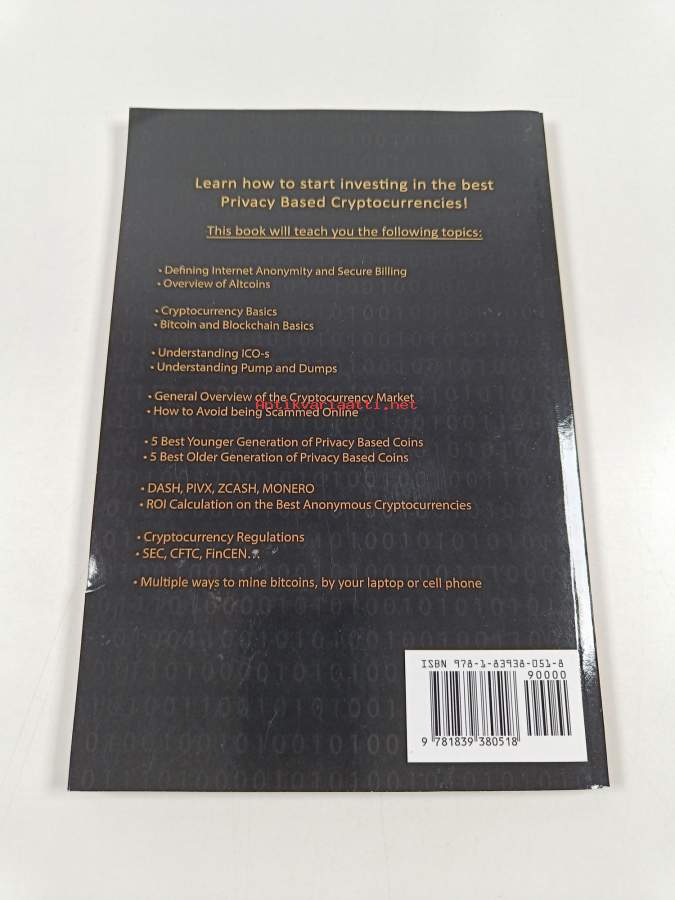 Learn how to start investing in the best
Privacy Based Cryptocurrencies!
This book will teach you the following topics:
• Defining Internet Anonymity and Secure Billing
• Overview of Altcoins
• Cryptocurrency Basics
• Bitcoin and Blockchain Basics
• Understanding ICO-s
• Understanding Pump and Dumps
• General Overview of the Cryptocurrency Market
Antikvariaatti.net
• How to Avoid being Scammed Online
• 5 Best Younger Generation of Privacy Based Coins
• 5 Best Older Generation of Privacy Based Coins
• DASH, PIVX, ZCASH, MONERO
• ROI Calculation on the Best Anonymous Cryptocurrencies
• Cryptocurrency Regulations
• SEC, CFTC, FinCEN...
• Multiple ways to mine bitcoins, by your laptop or cell phone
ISBN 978-1-83938-051-8
90000
9 781839 380518